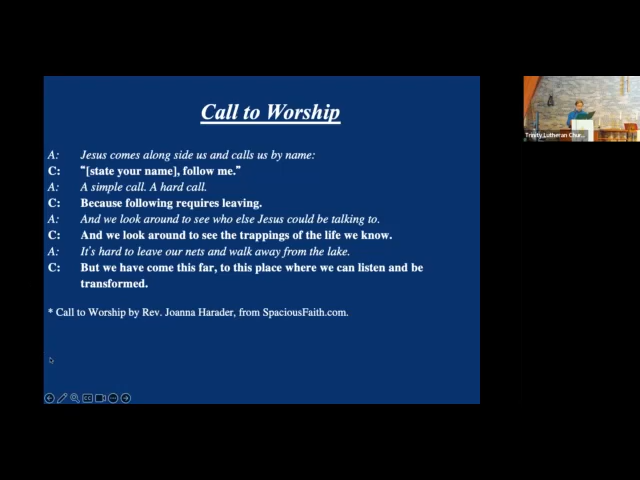 Call to Worship
A: Jesus comes along side us and calls us by name:
C: "[state your name], follow me."
A: A simple call. A hard call.
C: Because following requires leaving.
A: And we look around to see who else Jesus could be talking to.
C: And we look around to see the trappings of the life we know.
A: It's hard to leave our nets and walk away from the lake.
C: But we have come this far, to this place where we can listen and be
transformed.
* Call to Worship by Rev. Joanna Harader, from SpaciousFaith.com.
Trinity Lutheran Chur...